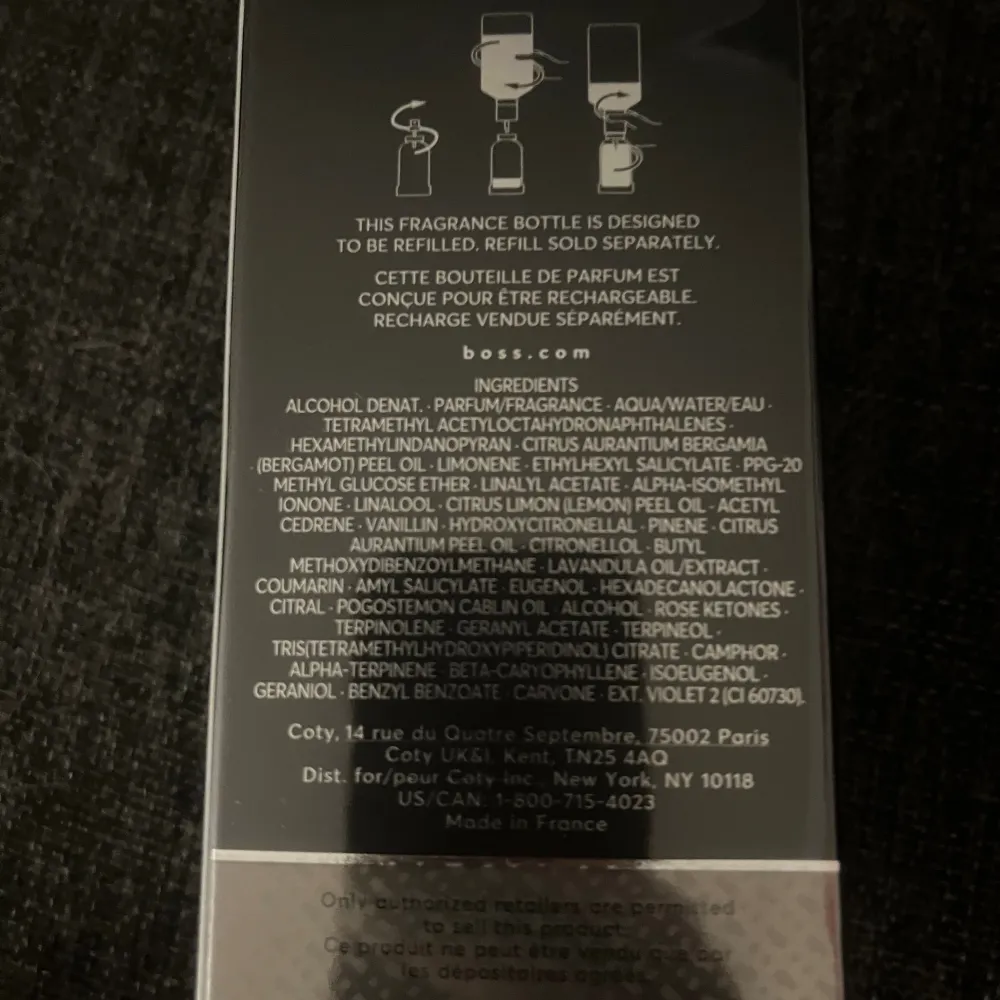 THIS FRAGRANCE BOTTLE IS DESIGNED
TO BE REFILLED. REFILL SOLD SEPARATELY.
CETTE BOUTEILLE DE PARFUM EST
CONÇUE POUR ÊTRE RECHARGEABLE.
RECHARGE VENDUE SÉPARÉMENT.
boss.com
INGREDIENTS
ALCOHOL DENAT. · PARFUM/FRAGRANCE · AQUA/WATER/EAU ·
TETRAMETHYL ACETYLOCTAHYDRONAPHTHALENES ·
HEXAMETHYLINDANOPYRAN · CITRUS AURANTIUM BERGAMIA
(BERGAMOT) PEEL OIL · LIMONENE · ETHYLHEXYL SALICYLATE · PPG-20
METHYL GLUCOSE ETHER · LINALYL ACETATE · ALPHA-ISOMETHYL
IONONE · LINALOOL · CITRUS LIMON (LEMON) PEEL OIL · ACETYL
CEDRENE · VANILLIN · HYDROXYCITRONELLAL · PINENE · CITRUS
AURANTIUM PEEL OIL · CITRONELLOL · BUTYL
METHOXYDIBENZOYLMETHANE · LAVANDULA OIL/EXTRACT ·
COUMARIN · AMYL SALICYLATE · EUGENOL · HEXADECANOLACTONE ·
CITRAL · POGOSTEMON CABLIN OIL · ALCOHOL · ROSE KETONES ·
TERPINOLENE · GERANYL ACETATE · TERPINEOL ·
TRIS(TETRAMETHYLHYDROXYPIPERIDINOL) CITRATE · CAMPHOR ·
ALPHA-TERPINENE · BETA-CARYOPHYLLENE · ISOEUGENOL ·
GERANIOL · BENZYL BENZOATE · CARVONE · EXT. VIOLET 2 (CI 60730).
Coty, 14 rue du Quatre Septembre, 75002 Paris
Coty UK&I, Kent, TN25 4AQ
Dist. for/pour Coty Inc., New York, NY 10118
US/CAN: 1-800-715-4023
Made in France
Only authorized retailers are permitted
to sell this product.
Ce produit ne peut être vendu que par
les dépositaires agréés.